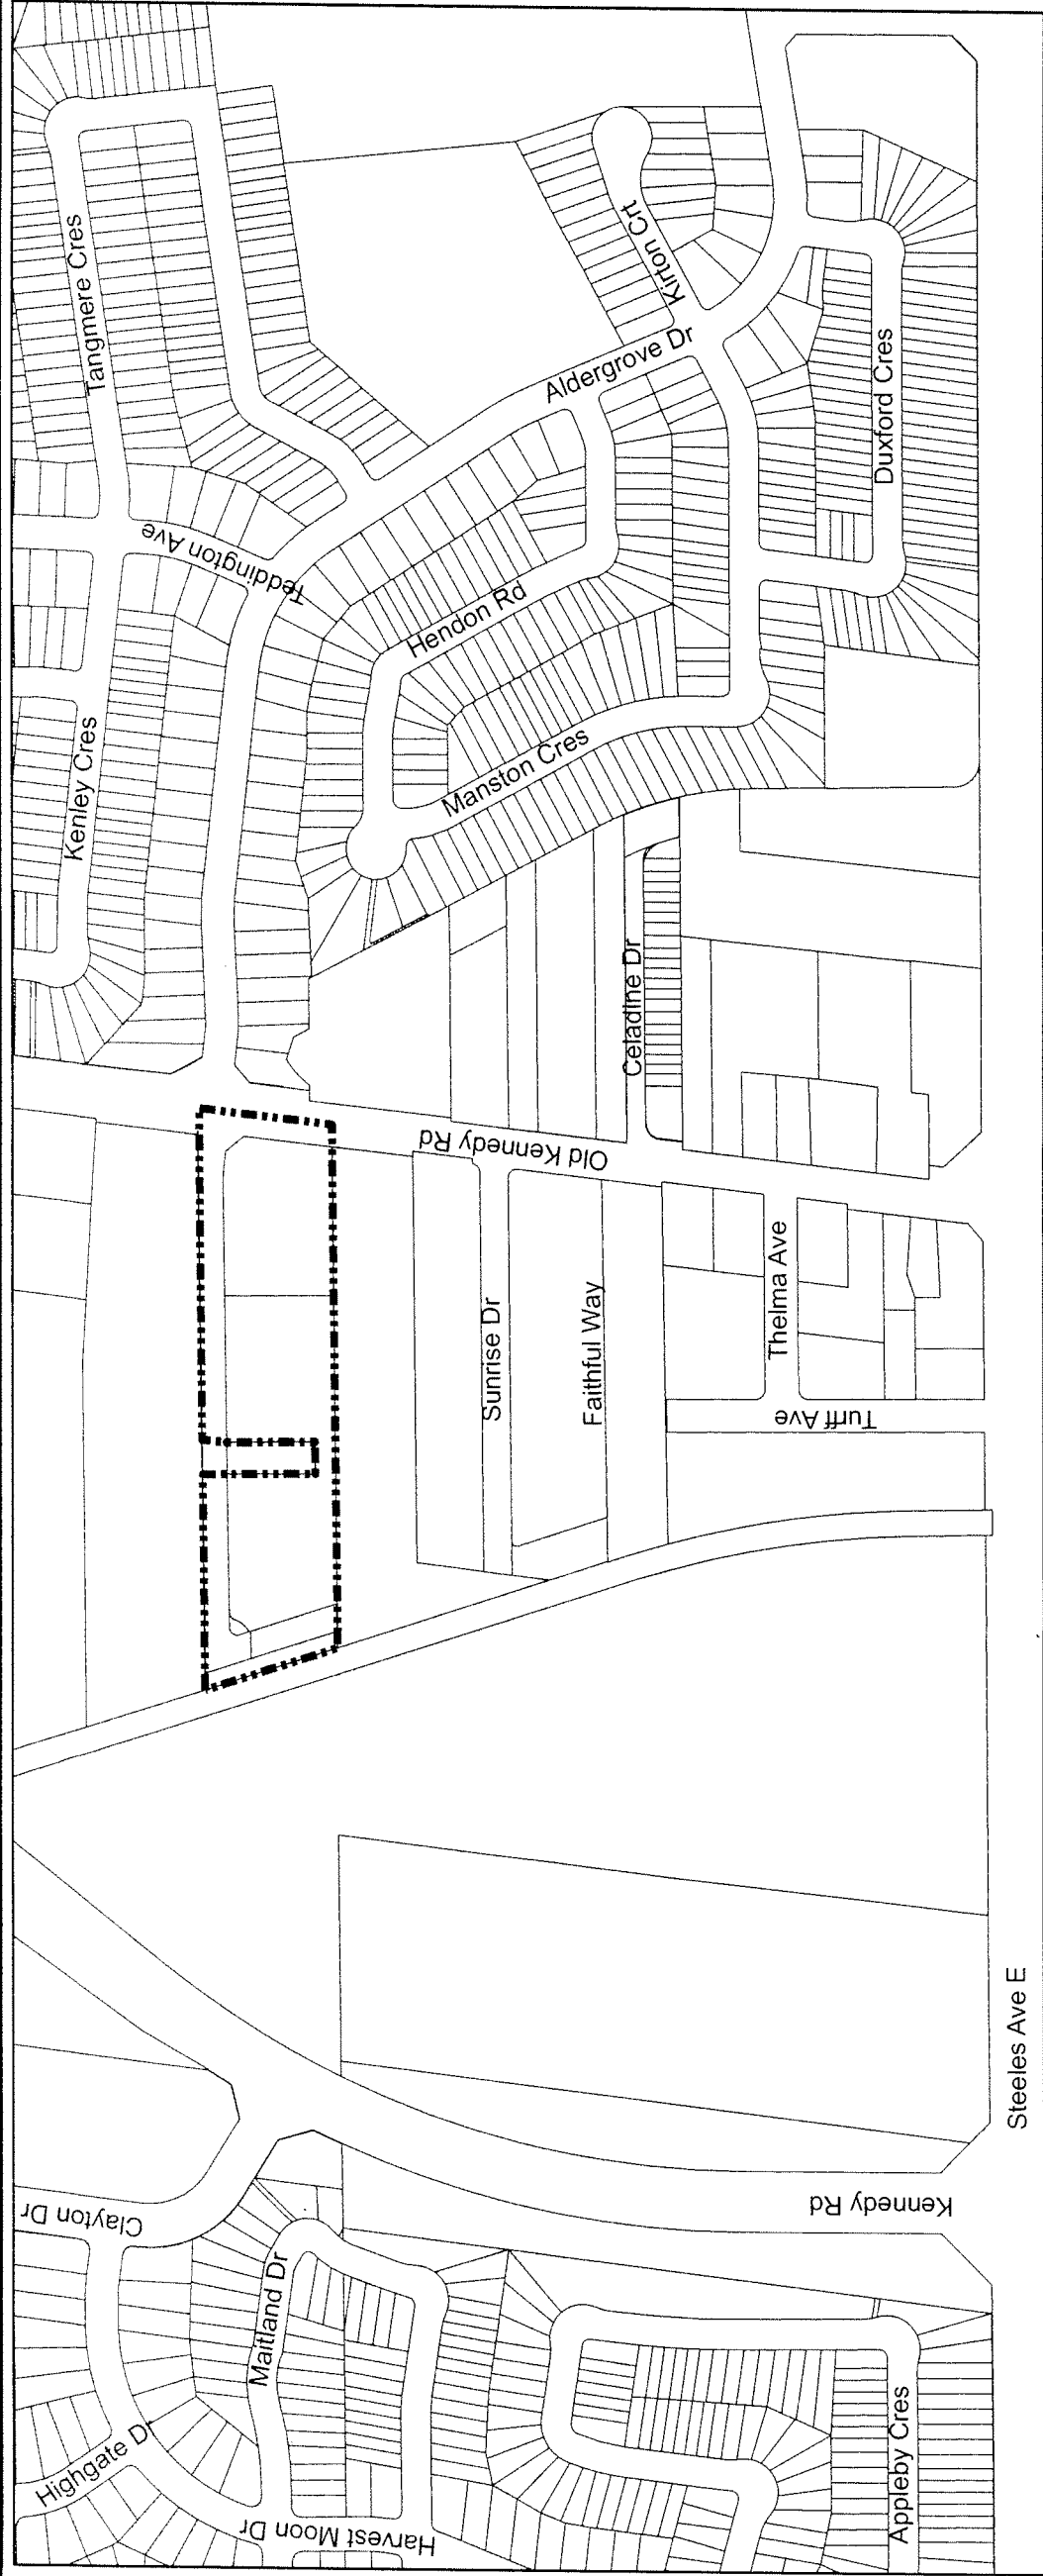 Tangmere Cres
Kirton Crt
Aldergrove Dr
Duxford Cres
Teddington Ave
Hendon Rd
Kenley Cres
Manston Cres
Celadine Dr
Old Kennedy Rd
Sunrise Dr
Faithful Way
Thelma Ave
Turff Ave
Steeles Ave E
Clayton Dr
Kennedy Rd
Maitland Dr
Highgate Dr
Harvest Moon Dr
Appleby Cres